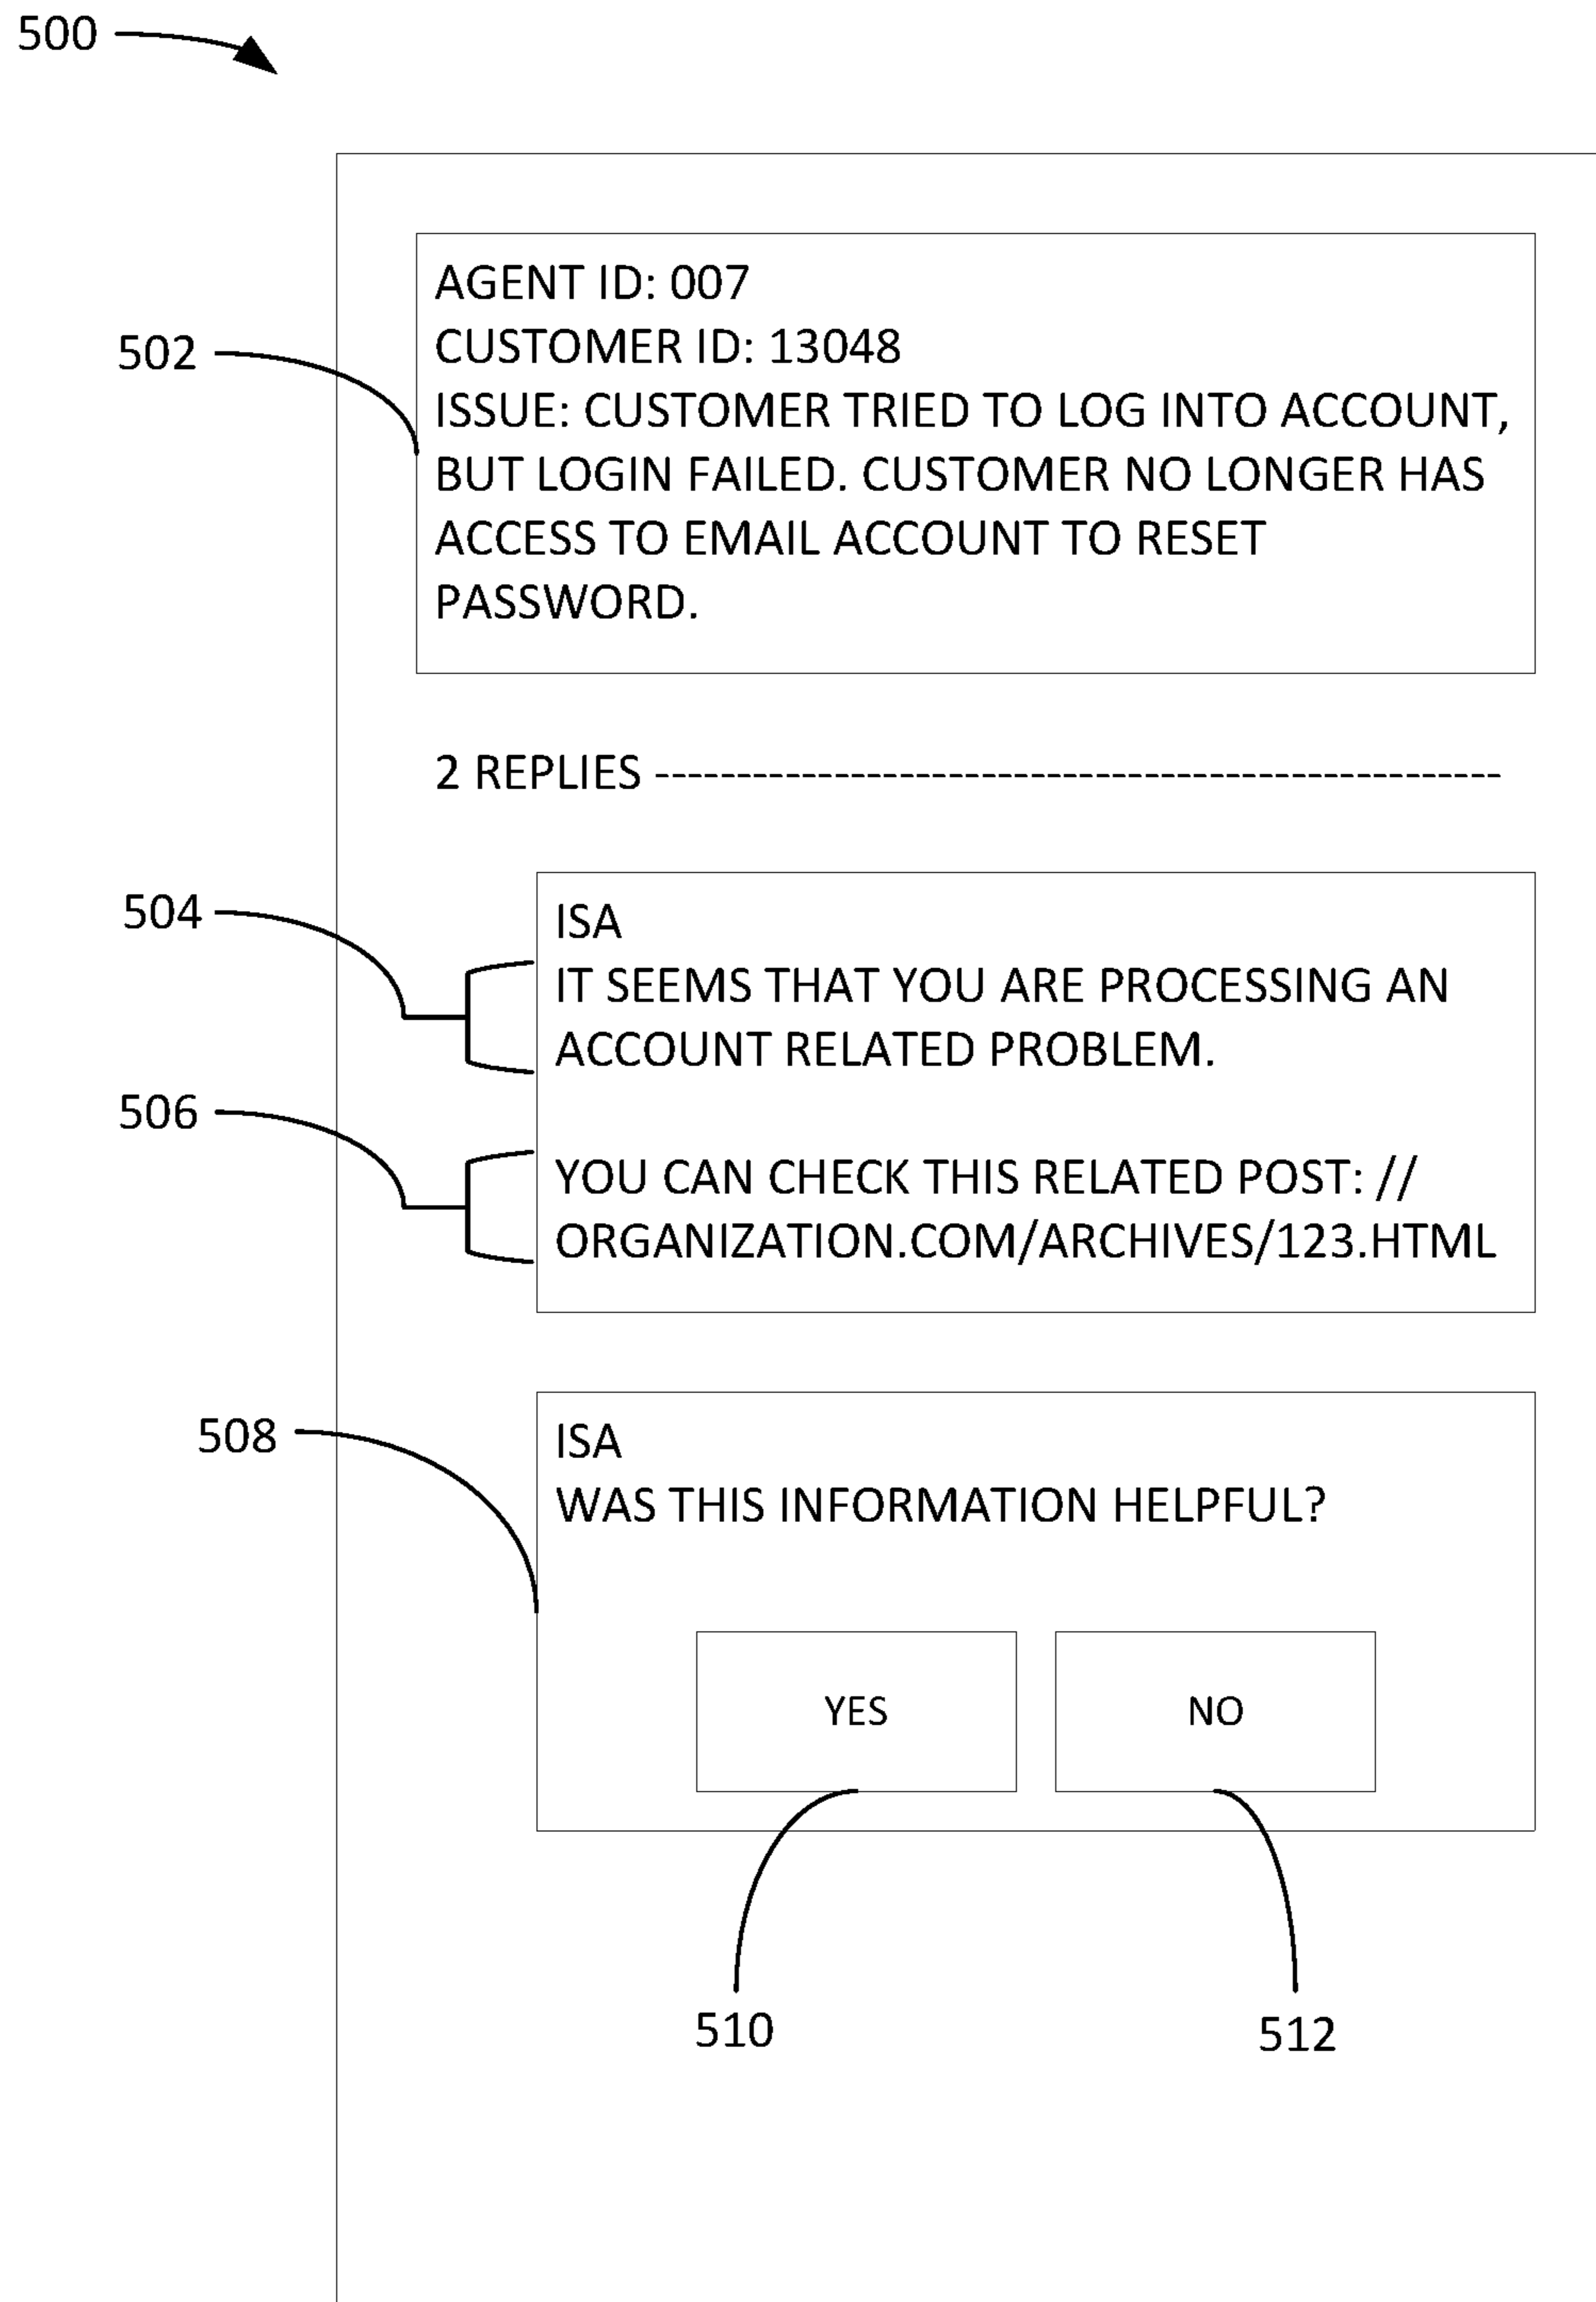 500
AGENT ID: 007
CUSTOMER ID: 13048
502
ISSUE: CUSTOMER TRIED TO LOG INTO ACCOUNT,
BUT LOGIN FAILED. CUSTOMER NO LONGER HAS
ACCESS TO EMAIL ACCOUNT TO RESET
PASSWORD.
2 REPLIES ----------------------------------------------------
504
ISA
IT SEEMS THAT YOU ARE PROCESSING AN
ACCOUNT RELATED PROBLEM.
506
YOU CAN CHECK THIS RELATED POST: //
ORGANIZATION.COM/ARCHIVES/123.HTML
508
ISA
WAS THIS INFORMATION HELPFUL?
YES
NO
510
512